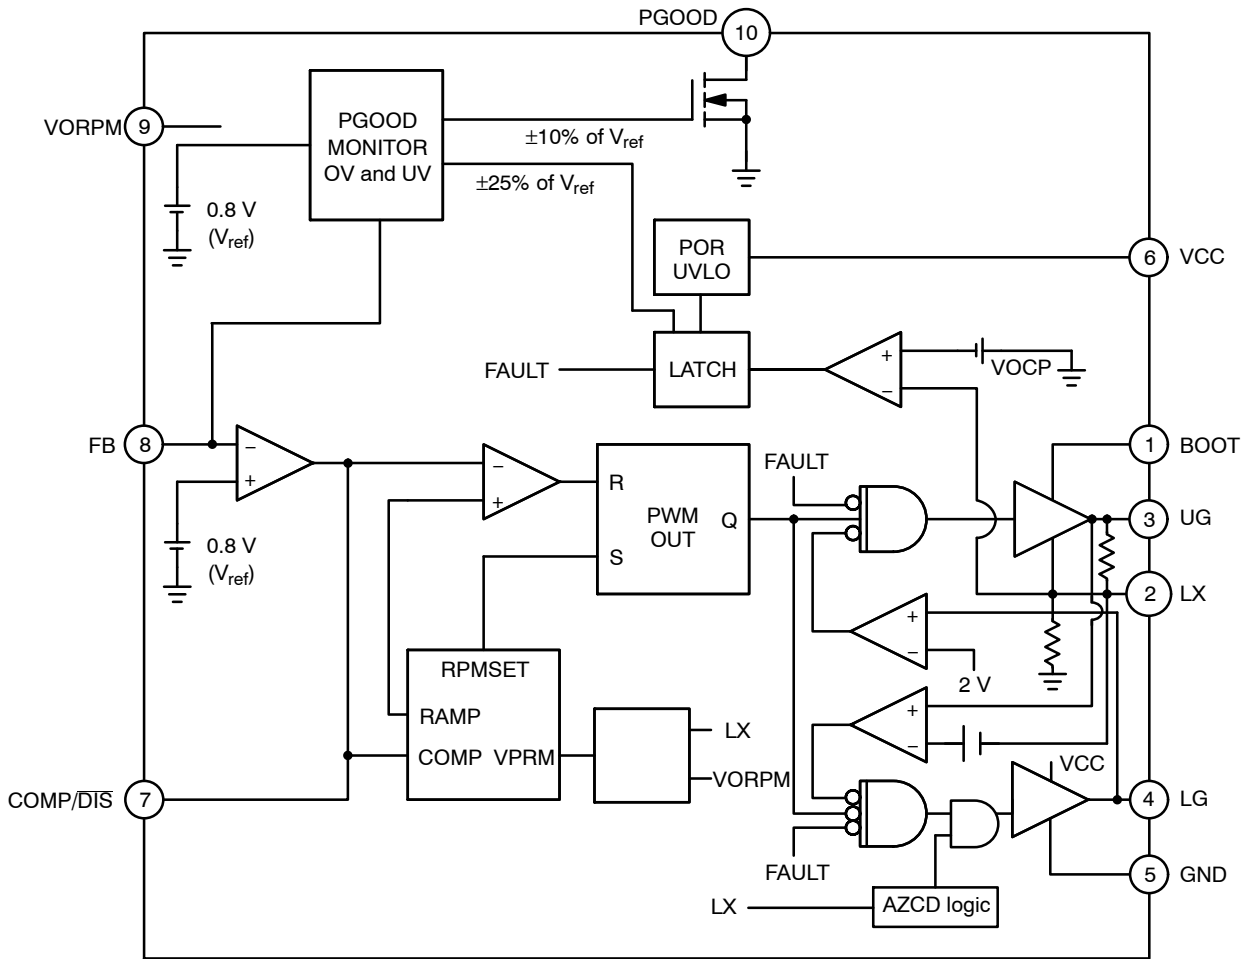 PGOOD
10
VORPM
9
PGOOD
MONITOR
OV and UV
±10% of Vref
±25% of Vref
0.8 V
(Vref)
POR
UVLO
6
VCC
FAULT
LATCH
+
−
VOCP
FB
8
−
+
0.8 V
(Vref)
−
+
R
S
PWM
OUT
Q
FAULT
1
BOOT
3
UG
2
LX
+
−
2 V
RPMSET
RAMP
COMP
VPRM
LX
VORPM
+
−
VCC
COMP/DIS
7
4
LG
FAULT
5
GND
LX
AZCD logic